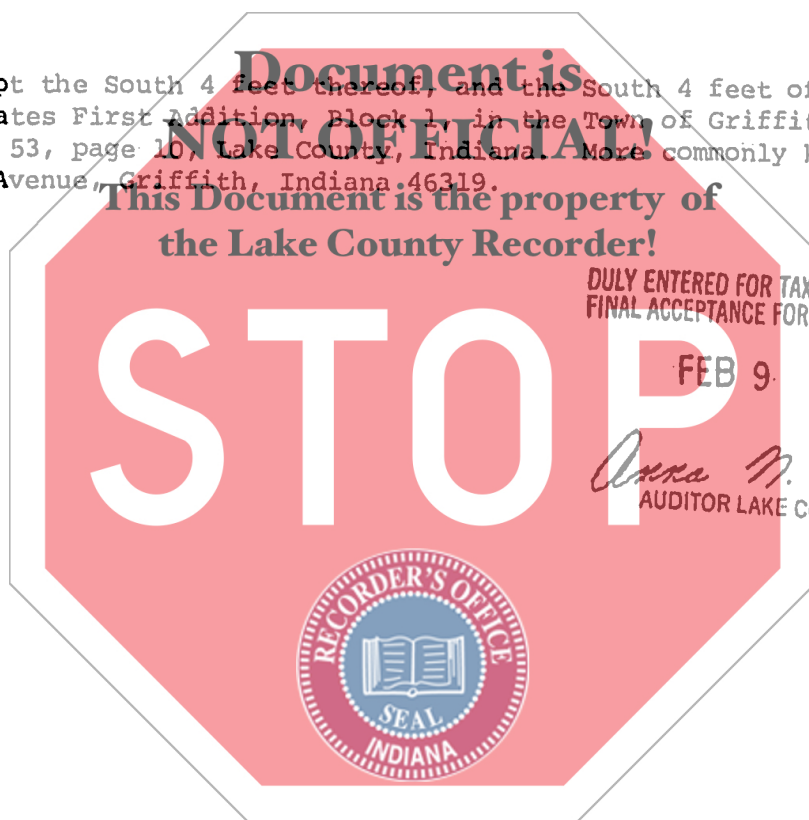 Document is
pt the South 4 feet thereof, and the South 4 feet of
ates First Addition, Block 1, in the Town of Griffi
NOT OFFICIAL!
53, page 10, Lake County, Indiana. More commonly
Avenue, Griffith, Indiana 46319.
This Document is the property of
the Lake County Recorder!
DULY ENTERED FOR TAX
FINAL ACCEPTANCE FOR
STOP
FEB 9
Anna N.
AUDITOR LAKE CO
RECORDER'S OFFICE
SEAL
INDIANA